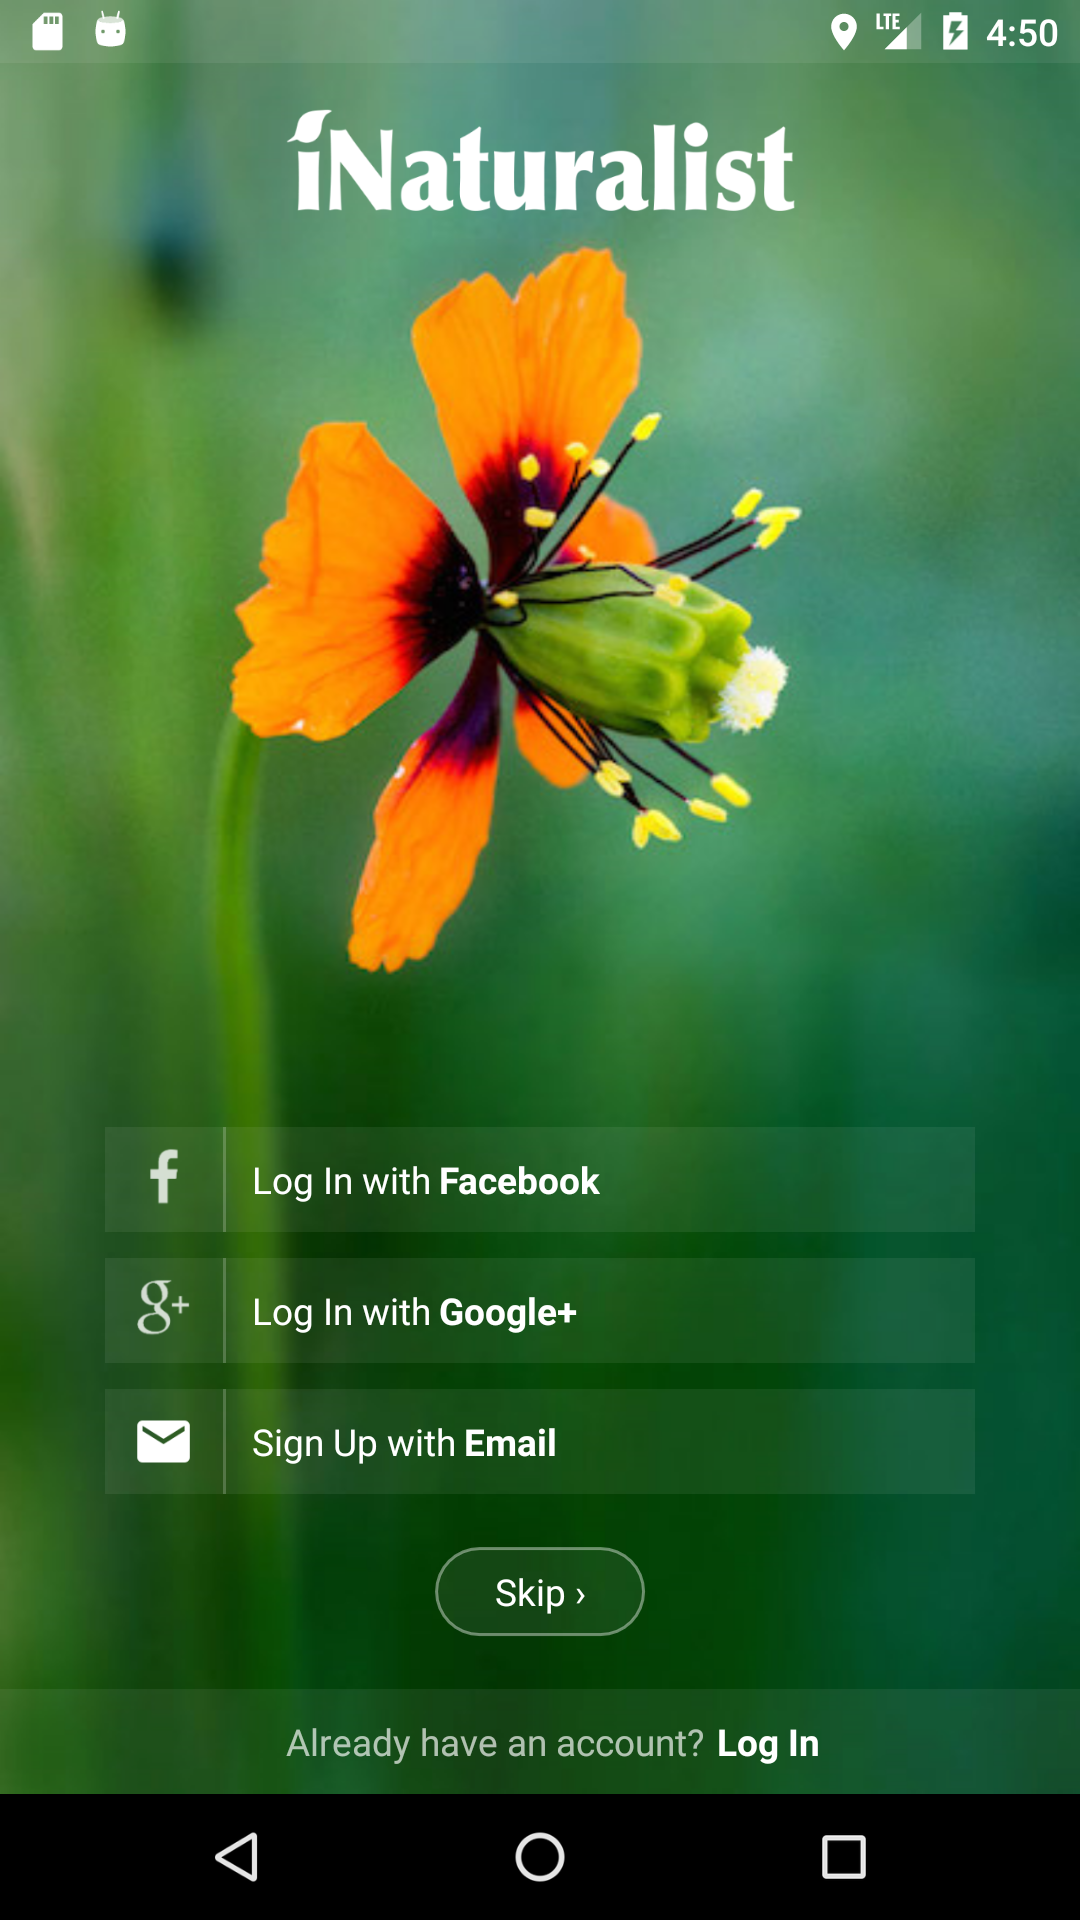 LTE 4:50
iNaturalist
Log In with Facebook
g+ Log In with Google+
Sign Up with Email
Skip ›
Already have an account? Log In